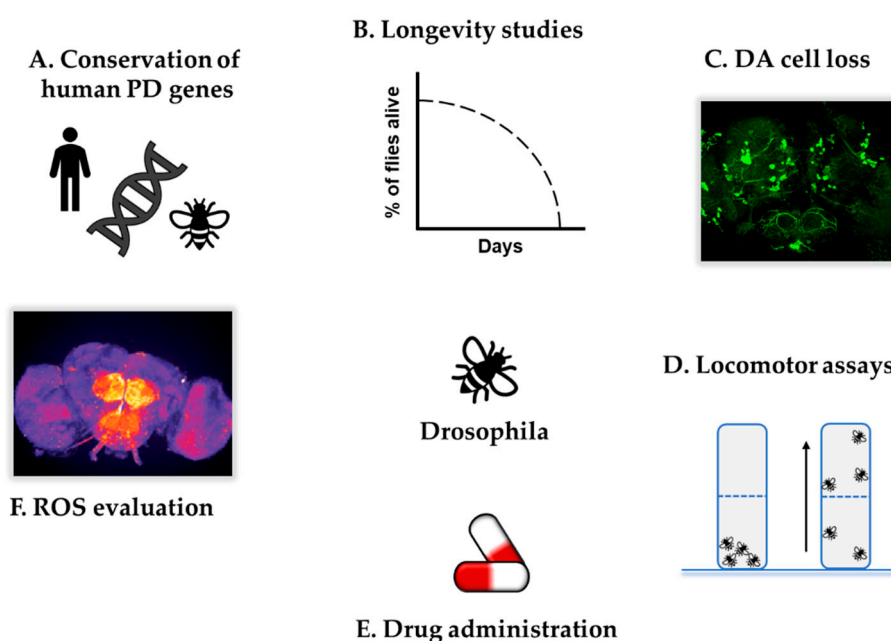 A. Conservation of
human PD genes
B. Longevity studies
% of flies alive
Days
C. DA cell loss
D. Locomotor assays
Drosophila
E. Drug administration
F. ROS evaluation